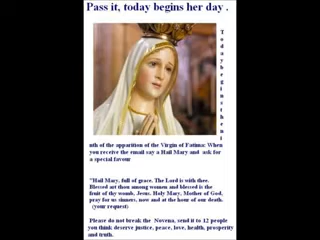 Pass it, today begins her day .
T
o
d
a
y
b
e
g
i
n
s
t
h
e
n
i
nth of the apparition of the Virgin of Fatima: When
you receive the email say a Hail Mary and ask for
a special favour
"Hail Mary, full of grace. The Lord is with thee.
Blessed art thou among women and blessed is the
fruit of thy womb, Jesus. Holy Mary, Mother of God,
pray for us sinners, now and at the hour of our death.
(your request)
Please do not break the Novena, send it to 12 people
you think deserve justice, peace, love, health, prosperity
and truth.